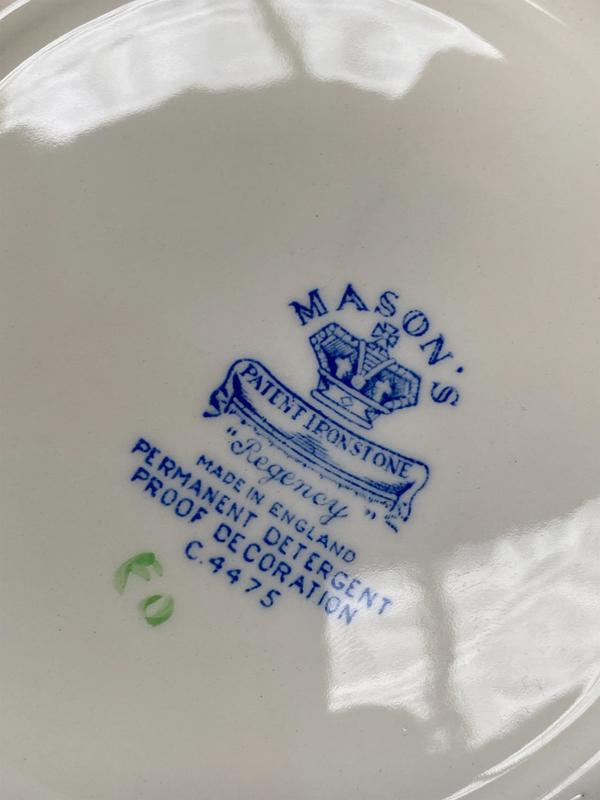 MASON'S
PATENT IRONSTONE
"Regency"
MADE IN ENGLAND
PERMANENT DETERGENT
PROOF DECORATION
C.4475